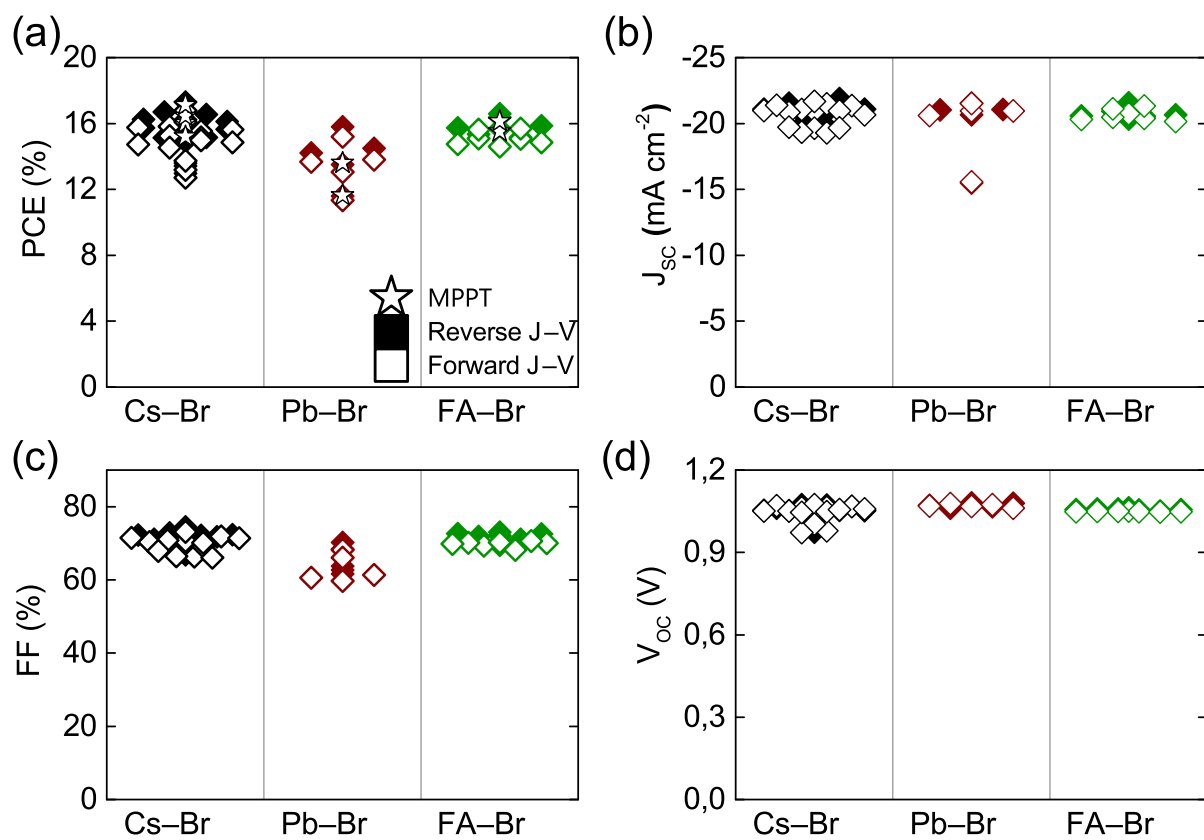 (a)
20
16
12
8
4
0
PCE (%)
MPPT
Reverse J–V
Forward J–V
Cs–Br Pb–Br FA–Br
(b)
-25
-20
-15
-10
-5
0
J_SC (mA cm⁻²)
Cs–Br Pb–Br FA–Br
(c)
80
60
40
20
0
FF (%)
Cs–Br Pb–Br FA–Br
(d)
1,2
0,9
0,6
0,3
0,0
V_OC (V)
Cs–Br Pb–Br FA–Br